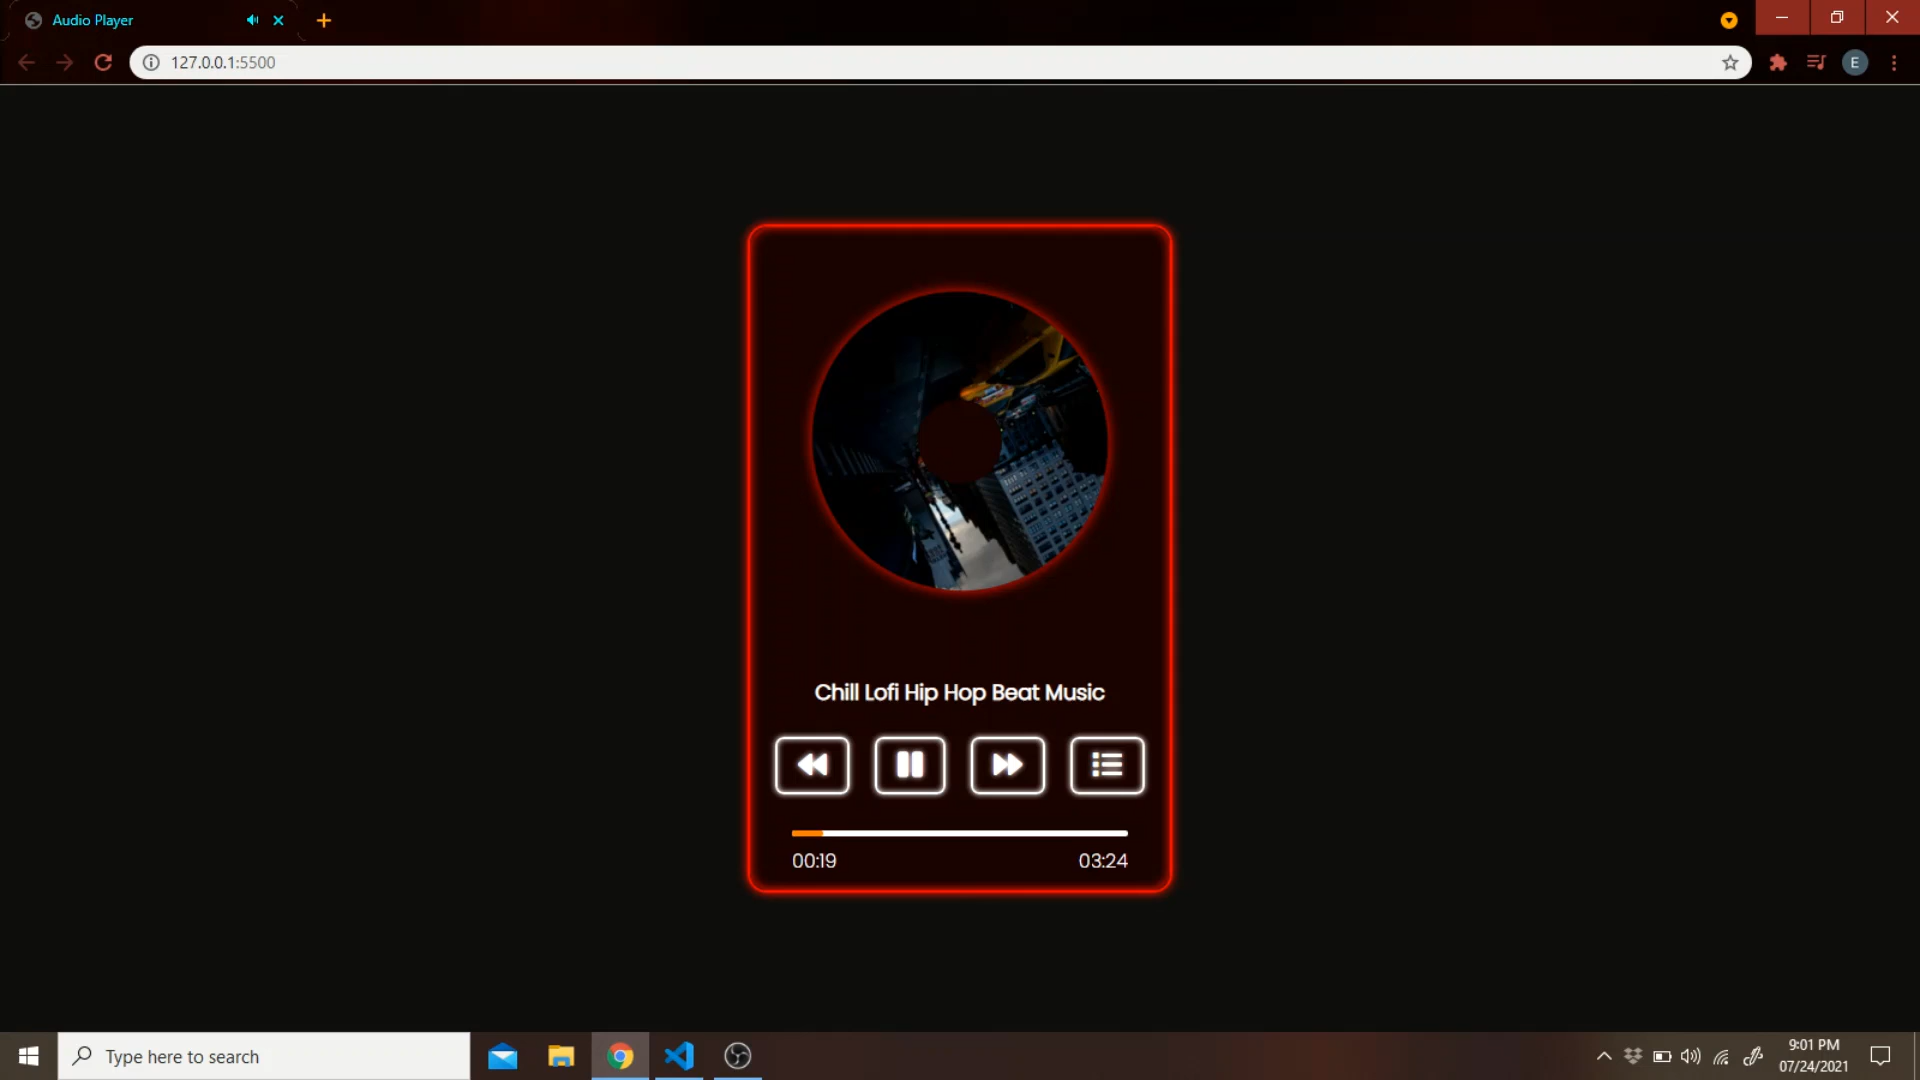 Audio Player
127.0.0.1:5500
E
Chill Lofi Hip Hop Beat Music
00:19
03:24
Type here to search
9:01 PM
07/24/2021